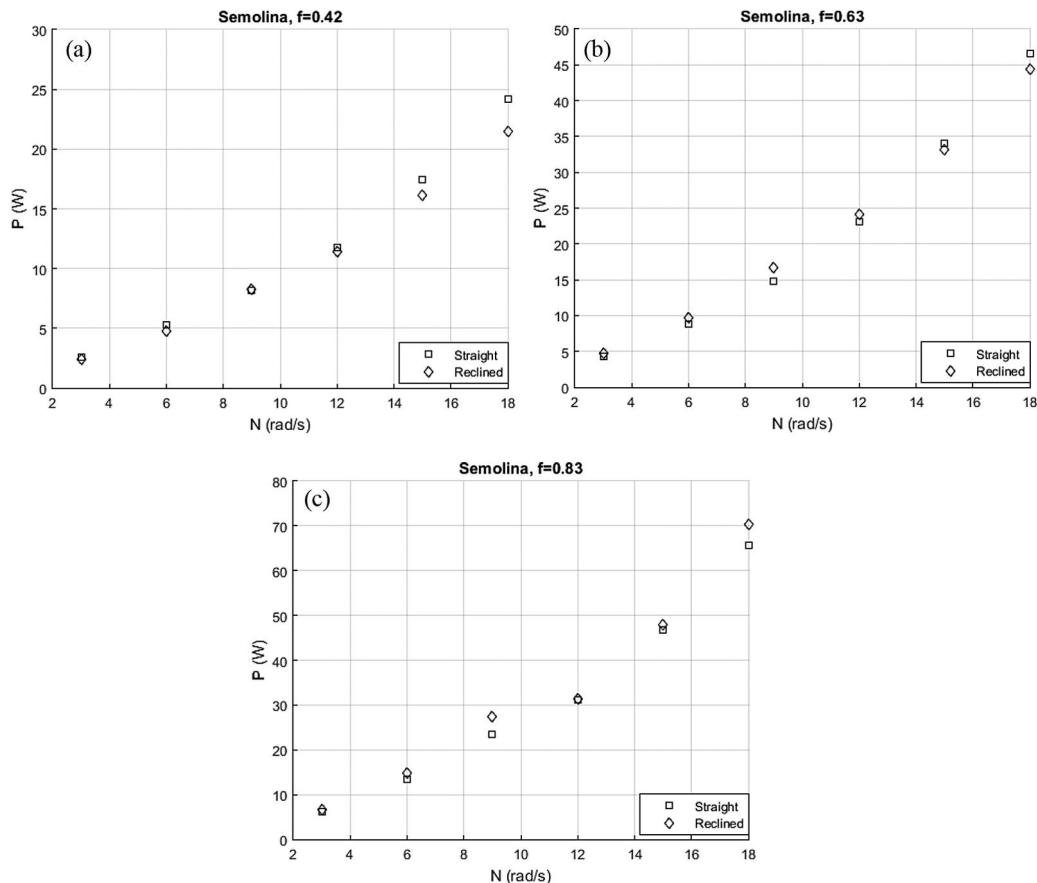 Semolina, f=0.42
(a)
30
25
20
15
10
5
0
P (W)
2 4 6 8 10 12 14 16 18
N (rad/s)
Straight
Reclined
Semolina, f=0.63
(b)
50
45
40
35
30
25
20
15
10
5
0
P (W)
2 4 6 8 10 12 14 16 18
N (rad/s)
Straight
Reclined
Semolina, f=0.83
(c)
80
70
60
50
40
30
20
10
0
P (W)
2 4 6 8 10 12 14 16 18
N (rad/s)
Straight
Reclined